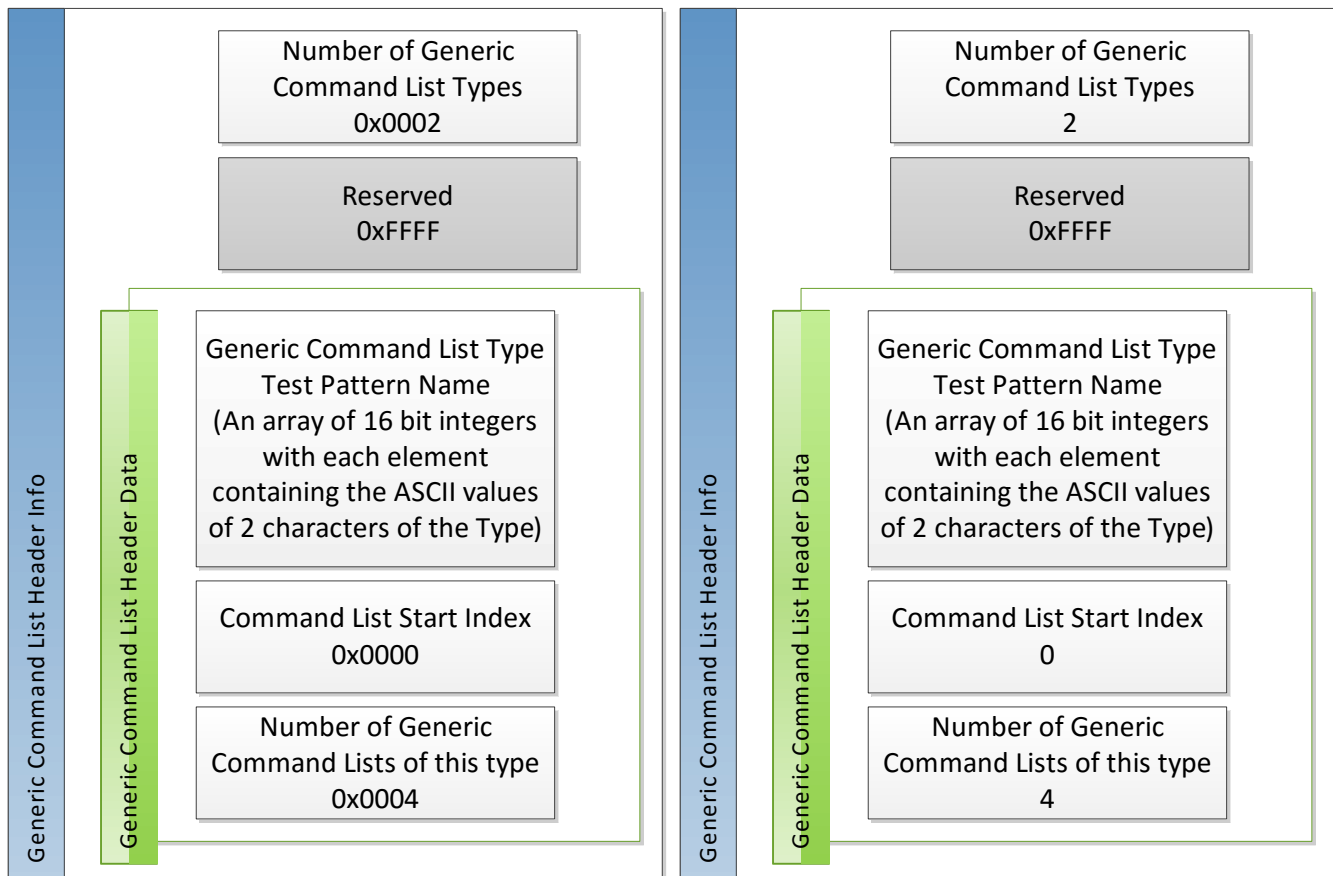 Generic Command List Header Info
Number of Generic
Command List Types
0x0002
Reserved
0xFFFF
Generic Command List Header Data
Generic Command List Type
Test Pattern Name
(An array of 16 bit integers
with each element
containing the ASCII values
of 2 characters of the Type)
Command List Start Index
0x0000
Number of Generic
Command Lists of this type
0x0004
Generic Command List Header Info
Number of Generic
Command List Types
2
Reserved
0xFFFF
Generic Command List Header Data
Generic Command List Type
Test Pattern Name
(An array of 16 bit integers
with each element
containing the ASCII values
of 2 characters of the Type)
Command List Start Index
0
Number of Generic
Command Lists of this type
4